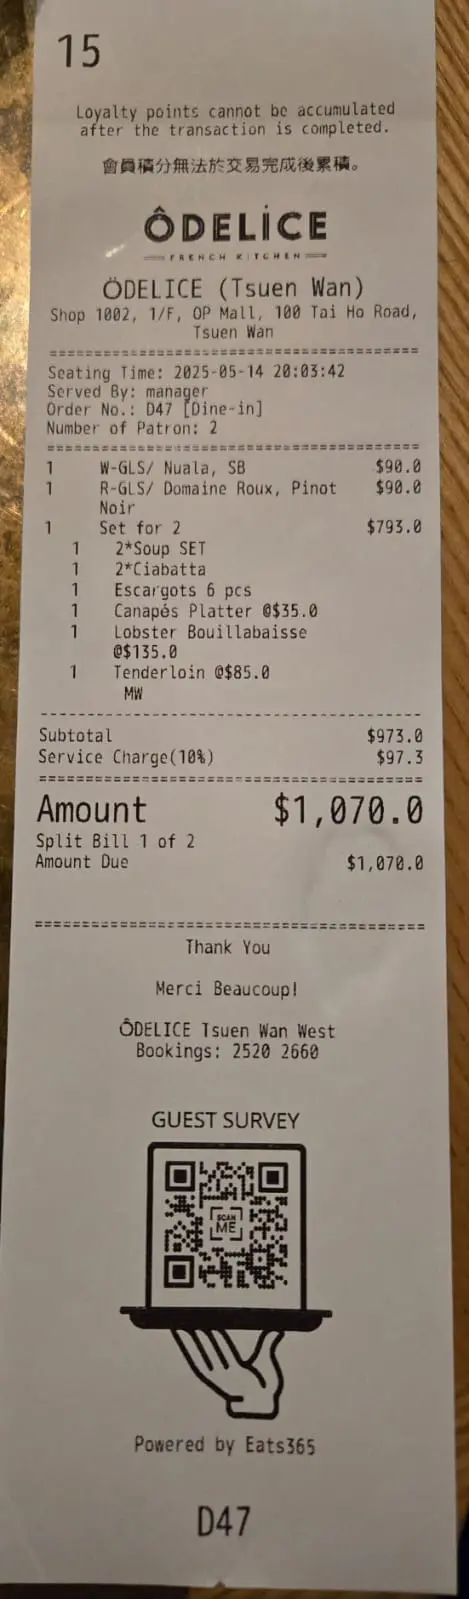 15
Loyalty points cannot be accumulated
after the transaction is completed.
會員積分無法於交易完成後累積。
ÔDELİCE
FRENCH KITCHEN
ÔDELICE (Tsuen Wan)
Shop 1002, 1/F, OP Mall, 100 Tai Ho Road,
Tsuen Wan
Seating Time: 2025-05-14 20:03:42
Served By: manager
Order No.: D47 [Dine-in]
Number of Patron: 2
1 W-GLS/ Nuala, SB $90.0
1 R-GLS/ Domaine Roux, Pinot $90.0
Noir
1 Set for 2 $793.0
1 2*Soup SET
1 2*Ciabatta
1 Escargots 6 pcs
1 Canapés Platter @$35.0
1 Lobster Bouillabaisse
@$135.0
1 Tenderloin @$85.0
MW
Subtotal $973.0
Service Charge(10%) $97.3
Amount $1,070.0
Split Bill 1 of 2
Amount Due $1,070.0
Thank You
Merci Beaucoup!
ÔDELICE Tsuen Wan West
Bookings: 2520 2660
GUEST SURVEY
SCAN
ME
Powered by Eats365
D47